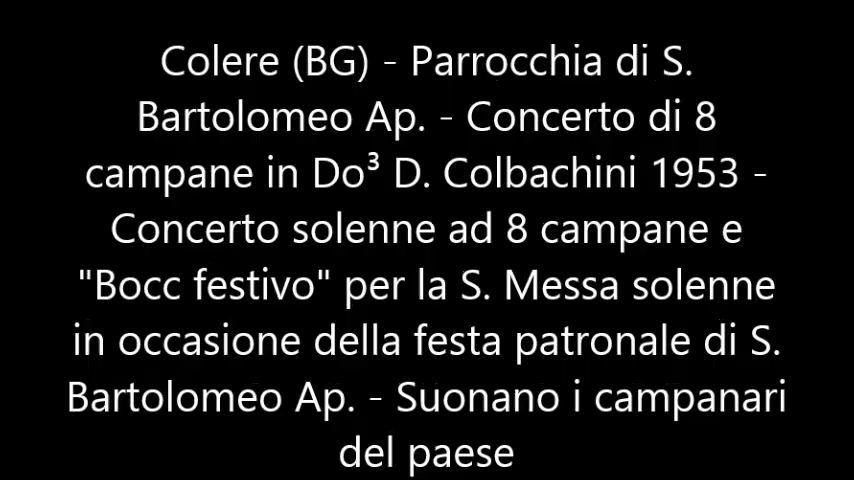 Colere (BG) - Parrocchia di S.
Bartolomeo Ap. - Concerto di 8
campane in Do³ D. Colbachini 1953 -
Concerto solenne ad 8 campane e
"Bocc festivo" per la S. Messa solenne
in occasione della festa patronale di S.
Bartolomeo Ap. - Suonano i campanari
del paese